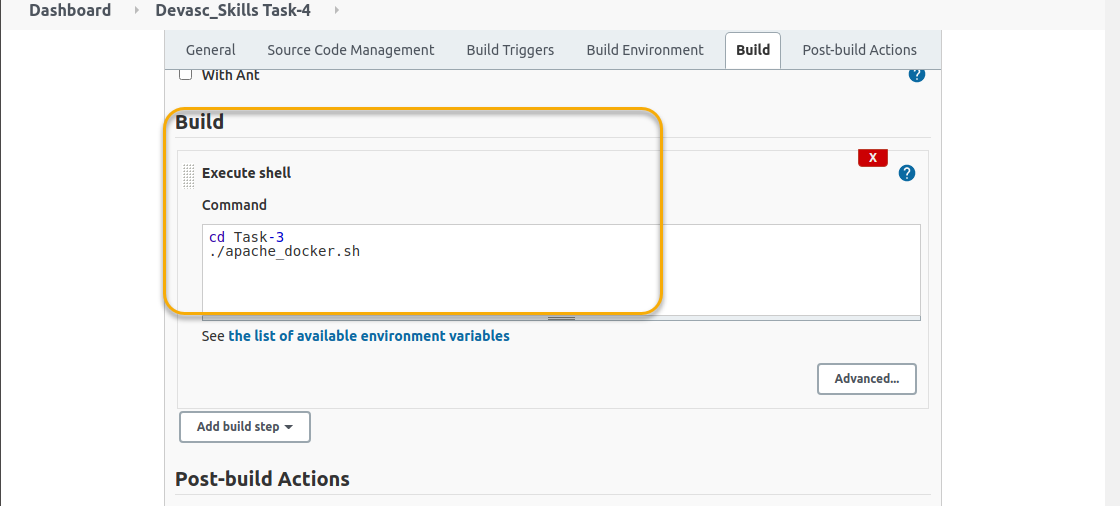 Dashboard Devasc_Skills Task-4
General Source Code Management Build Triggers Build Environment Build Post-build Actions
With Ant ?
Build
X
Execute shell ?
Command
cd Task-3
./apache_docker.sh
See the list of available environment variables
Advanced...
Add build step
Post-build Actions